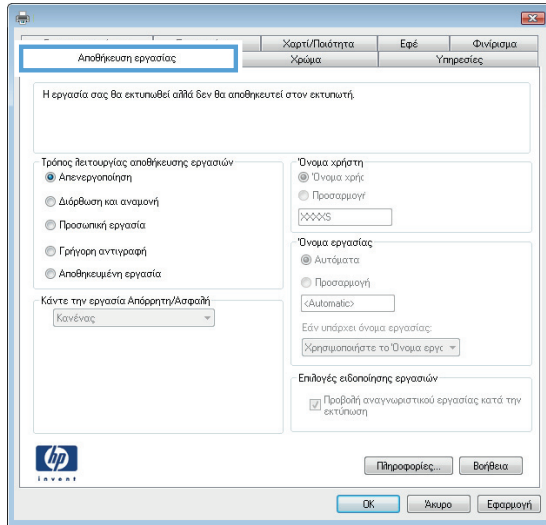 Χαρτί/Ποιότητα
Εφέ
Φινίρισμα
Αποθήκευση εργασίας
Χρώμα
Υπηρεσίες
Η εργασία σας θα εκτυπωθεί αλλά δεν θα αποθηκευτεί στον εκτυπωτή.
Τρόπος λειτουργίας αποθήκευσης εργασιών
Απενεργοποίηση
Διόρθωση και αναμονή
Προσωπική εργασία
Γρήγορη αντιγραφή
Αποθηκευμένη εργασία
Κάντε την εργασία Απόρρητη/Ασφαλή
Κανένας
Όνομα χρήστη
Όνομα χρής
Προσαρμογή
XXXXS
Όνομα εργασίας
Αυτόματα
Προσαρμογή
<Automatic>
Εάν υπάρχει όνομα εργασίας:
Χρησιμοποιήστε το Όνομα εργς
Επιλογές ειδοποίησης εργασιών
Προβολή αναγνωριστικού εργασίας κατά την
εκτύπωση
hp
invent
Πληροφορίες...
Βοήθεια
OK
Άκυρο
Εφαρμογή